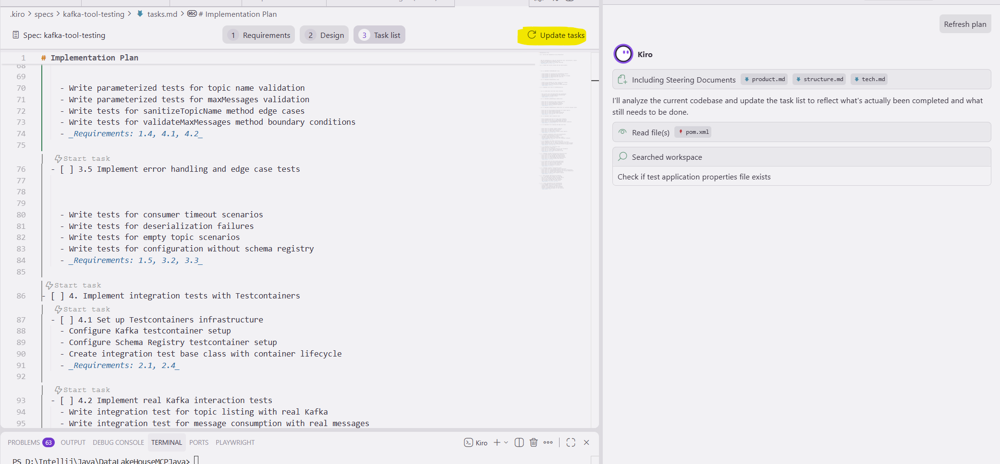 .kiro > specs > kafka-tool-testing > tasks.md > abc # Implementation Plan
Spec: kafka-tool-testing
1 Requirements
2 Design
3 Task list
Update tasks
1 # Implementation Plan
68
69
70 - Write parameterized tests for topic name validation
71 - Write parameterized tests for maxMessages validation
72 - Write tests for sanitizeTopicName method edge cases
73 - Write tests for validateMaxMessages method boundary conditions
74 - _Requirements: 1.4, 4.1, 4.2_
75
Start task
76 - [ ] 3.5 Implement error handling and edge case tests
77
78
79
80 - Write tests for consumer timeout scenarios
81 - Write tests for deserialization failures
82 - Write tests for empty topic scenarios
83 - Write tests for configuration without schema registry
84 - _Requirements: 1.5, 3.2, 3.3_
85
Start task
86 - [ ] 4. Implement integration tests with Testcontainers
Start task
87 - [ ] 4.1 Set up Testcontainers infrastructure
88 - Configure Kafka testcontainer setup
89 - Configure Schema Registry testcontainer setup
90 - Create integration test base class with container lifecycle
91 - _Requirements: 2.1, 2.4_
92
Start task
93 - [ ] 4.2 Implement real Kafka interaction tests
94 - Write integration test for topic listing with real Kafka
95 - Write integration test for message consumption with real messages
PROBLEMS 63 OUTPUT DEBUG CONSOLE TERMINAL PORTS PLAYWRIGHT
Kiro
PS D:\Intellij\Java\DataLakeHouseMCPJava>
Refresh plan
Kiro
Including Steering Documents product.md structure.md tech.md
I'll analyze the current codebase and update the task list to reflect what's actually been completed and what
still needs to be done.
Read file(s) pom.xml
Searched workspace
Check if test application properties file exists